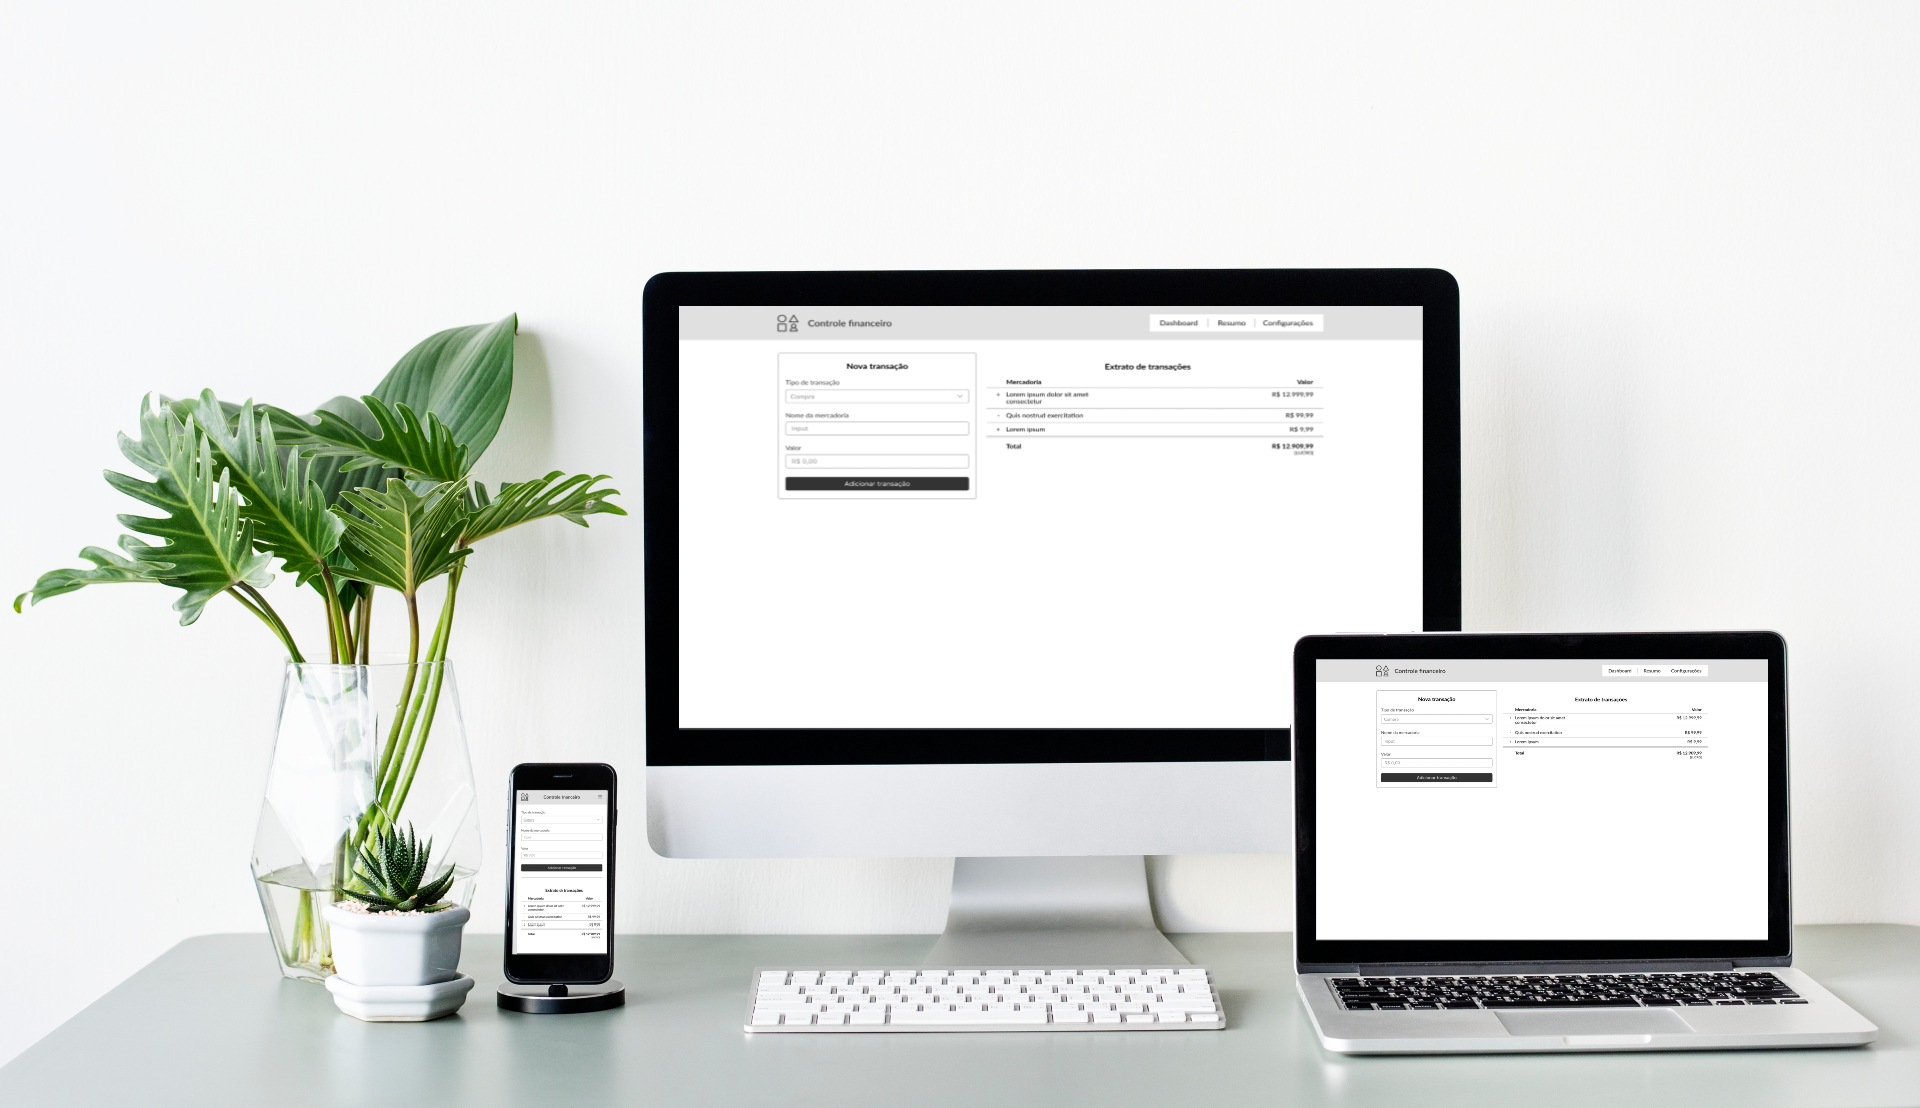 Controle financeiro
Dashboard Resumo Configurações
Nova transação
Tipo de transação
Compra
Nome da mercadoria
Input
Valor
R$ 0,00
Adicionar transação
Extrato de transações
Mercadoria Valor
+ Lorem ipsum dolor sit amet R$ 12.999,99
consectetur
- Quis nostrud exercitation R$ 99,99
+ Lorem ipsum R$ 9,99
Total R$ 12.909,99
[LUCRO]
Controle financeiro
Tipo de transação
Compra
Nome da mercadoria
Input
Valor
R$ 0,00
Adicionar transação
Extrato de transações
Mercadoria Valor
+ Lorem ipsum dolor sit amet R$ 12.999,99
consectetur
- Quis nostrud exercitation R$ 99,99
+ Lorem ipsum R$ 9,99
Total R$ 12.909,99
Controle financeiro
Dashboard Resumo Configurações
Nova transação
Tipo de transação
Compra
Nome da mercadoria
Input
Valor
R$ 0,00
Adicionar transação
Extrato de transações
Mercadoria Valor
+ Lorem ipsum dolor sit amet R$ 12.999,99
consectetur
- Quis nostrud exercitation R$ 99,99
+ Lorem ipsum R$ 9,99
Total R$ 12.909,99
[LUCRO]